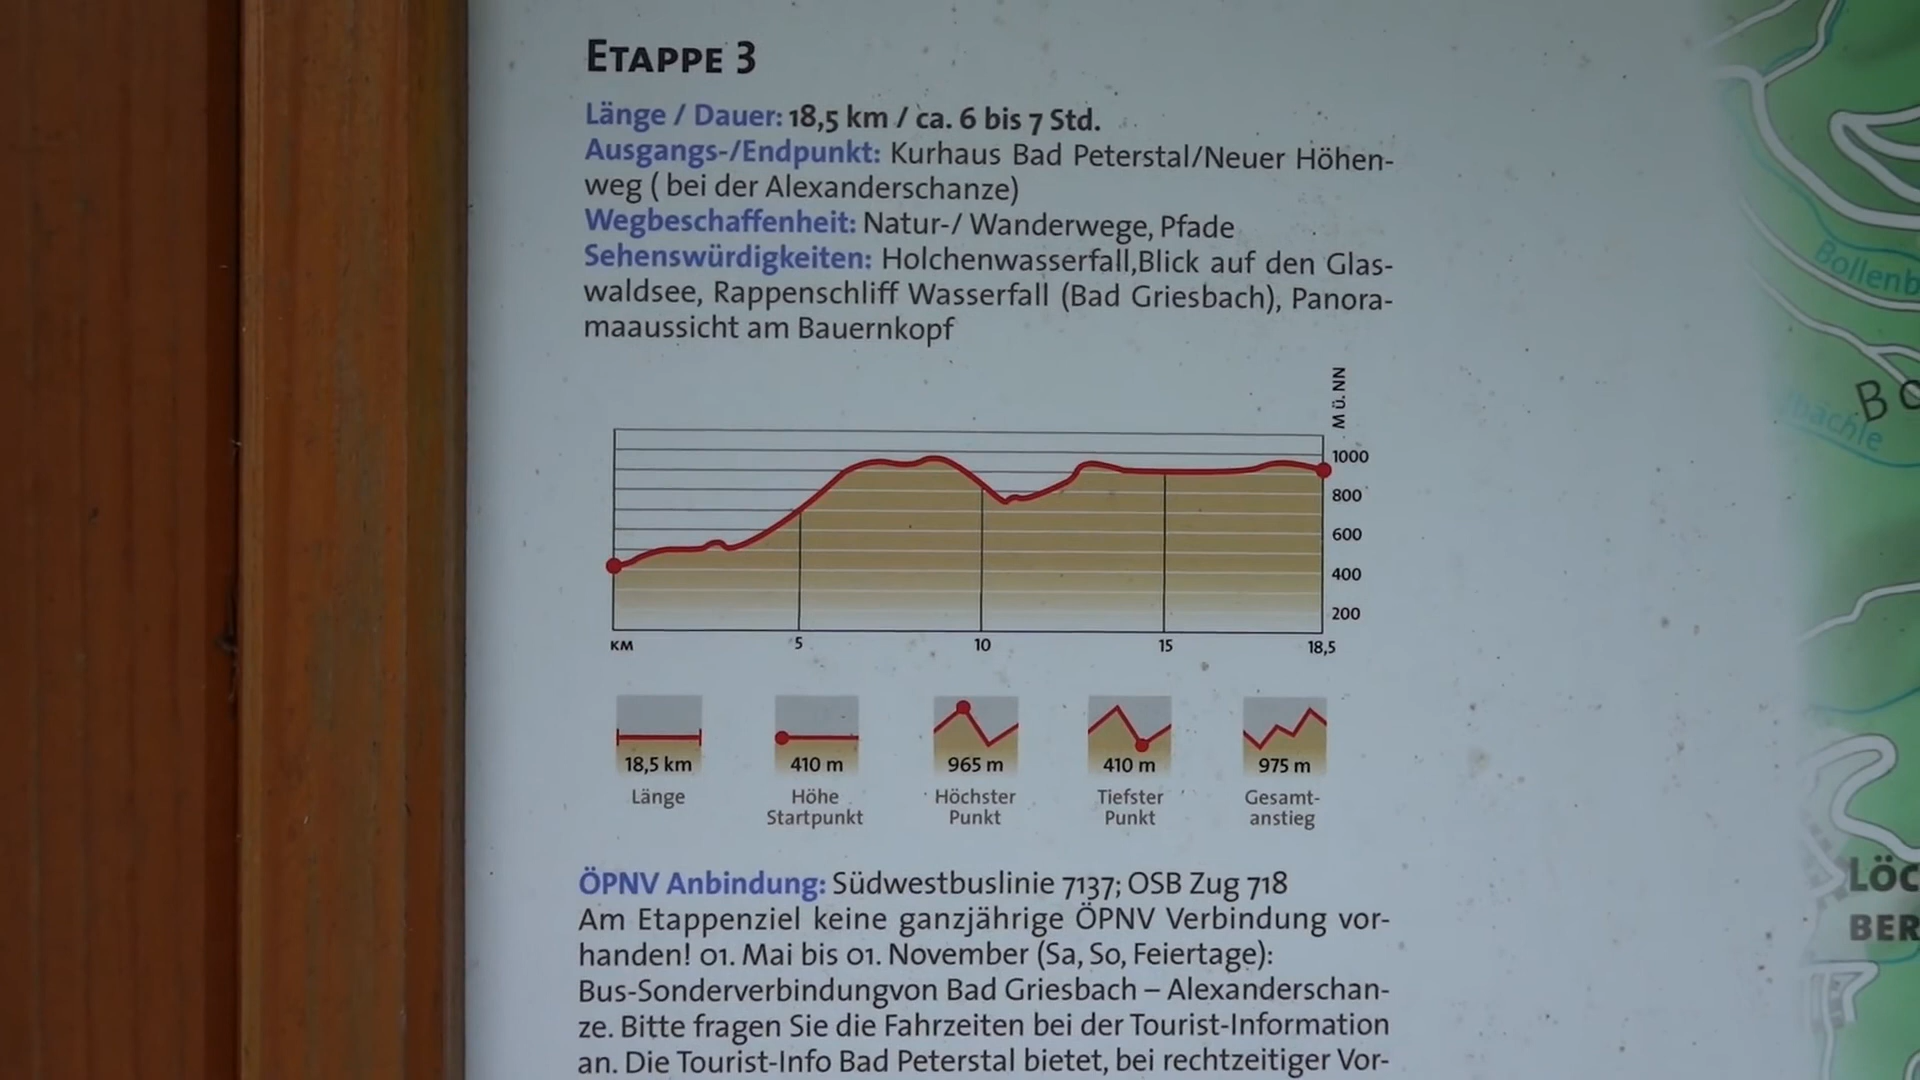 ETAPPE 3
Länge / Dauer: 18,5 km / ca. 6 bis 7 Std.
Ausgangs-/Endpunkt: Kurhaus Bad Peterstal/Neuer Höhen-
weg ( bei der Alexanderschanze)
Wegbeschaffenheit: Natur-/ Wanderwege, Pfade
Sehenswürdigkeiten: Holchenwasserfall,Blick auf den Glas-
waldsee, Rappenschliff Wasserfall (Bad Griesbach), Panora-
maaussicht am Bauernkopf
M ü.NN
1000
800
600
400
200
KM 5 10 15 18,5
18,5 km 410 m 965 m 410 m 975 m
Länge Höhe Höchster Tiefster Gesamt-
Startpunkt Punkt Punkt anstieg
ÖPNV Anbindung: Südwestbuslinie 7137; OSB Zug 718
Am Etappenziel keine ganzjährige ÖPNV Verbindung vor-
handen! 01. Mai bis 01. November (Sa, So, Feiertage):
Bus-Sonderverbindungvon Bad Griesbach – Alexanderschan-
ze. Bitte fragen Sie die Fahrzeiten bei der Tourist-Information
an. Die Tourist-Info Bad Peterstal bietet, bei rechtzeitiger Vor-
Bollenb
Bo
LÖC
BER